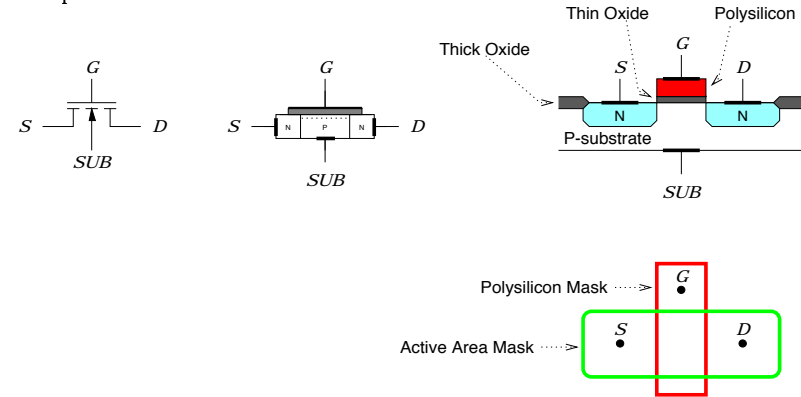 Thin Oxide
Polysilicon
Thick Oxide
G
S
D
G
S
D
SUB
G
S
N
P
N
D
SUB
N
N
P-substrate
SUB
Polysilicon Mask
G
Active Area Mask
S
D